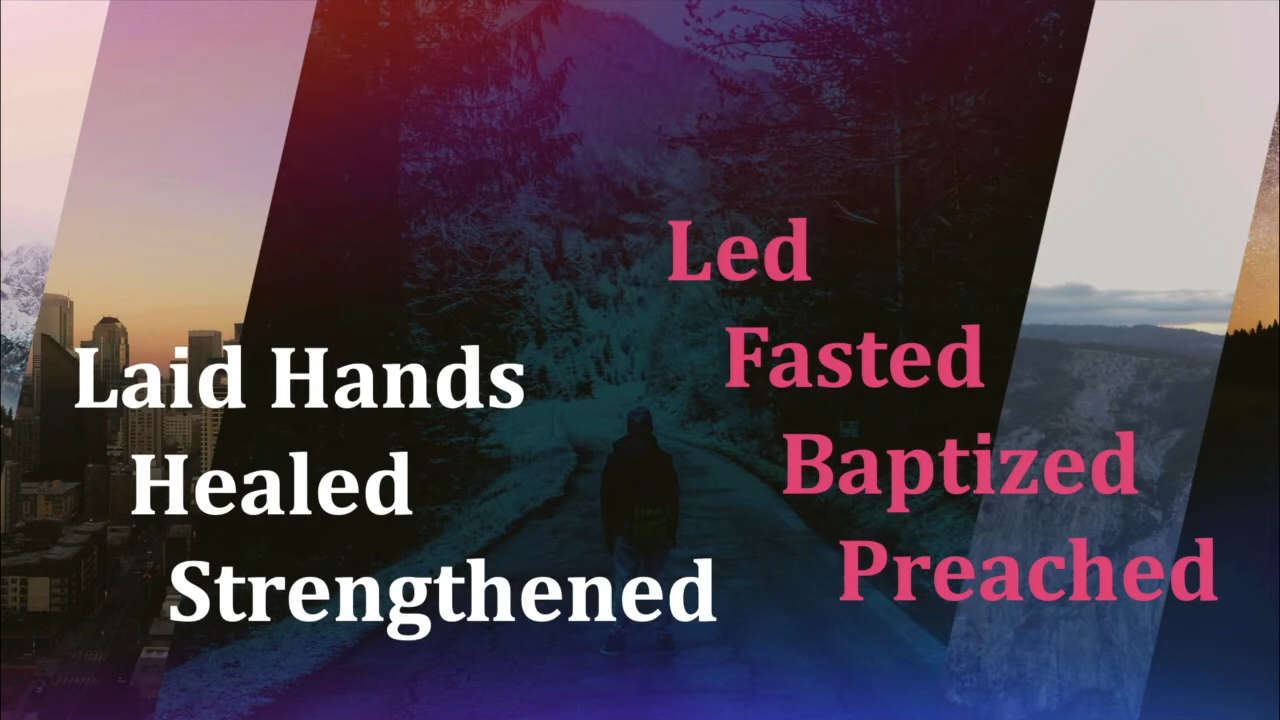 Laid Hands
Healed
Strengthened
Led
Fasted
Baptized
Preached